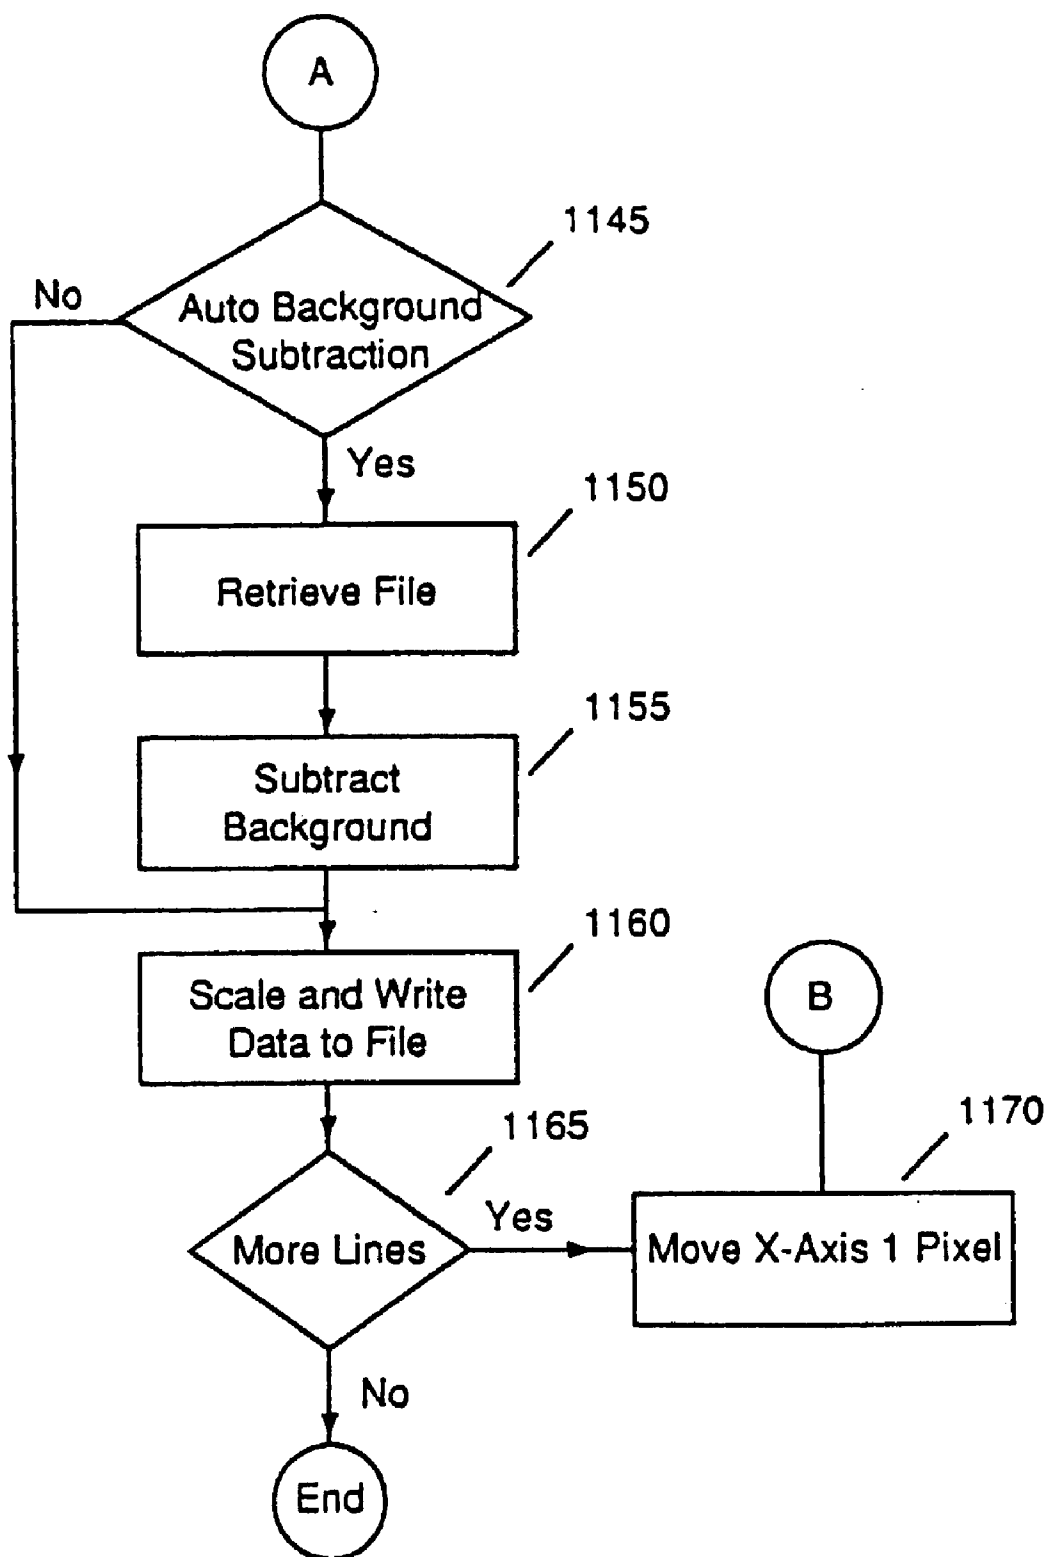 A
1145
No
Auto Background
Subtraction
Yes
1150
Retrieve File
1155
Subtract
Background
1160
Scale and Write
Data to File
B
1165
1170
Yes
More Lines
Move X-Axis 1 Pixel
No
End